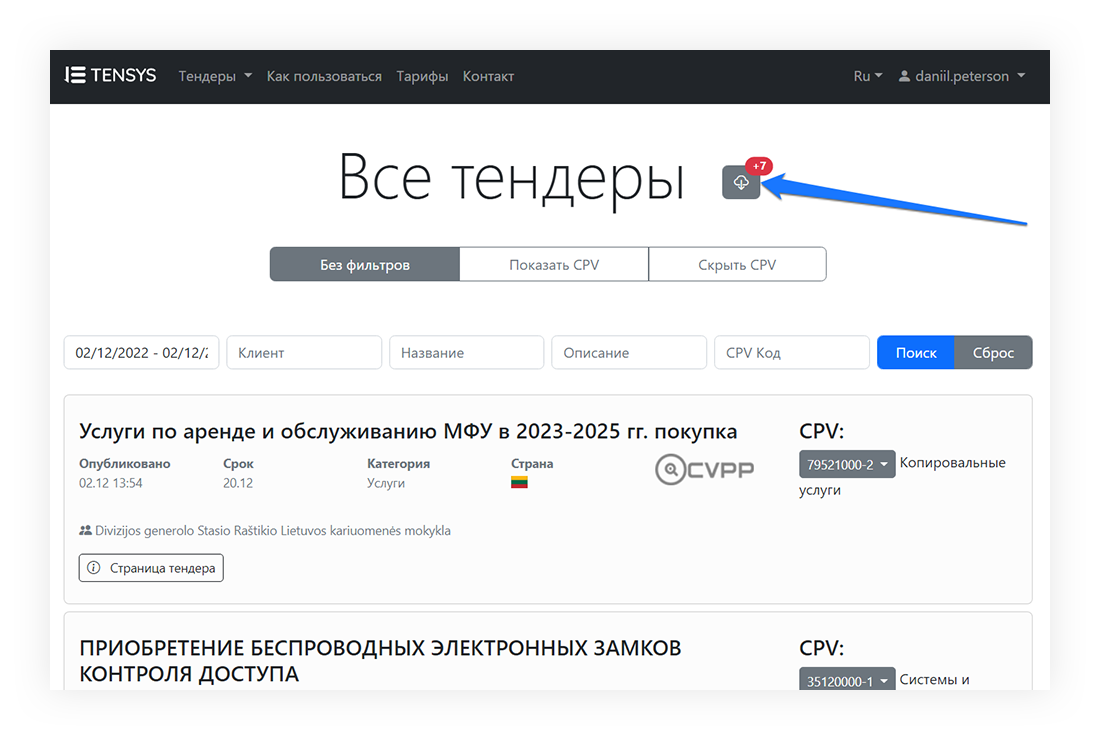 TENSYS Тендеры Как пользоваться Тарифы Контакт Ru daniil.peterson
Все тендеры +7
Без фильтров Показать CPV Скрыть CPV
02/12/2022 - 02/12/ Клиент Название Описание CPV Код Поиск Сброс
Услуги по аренде и обслуживанию МФУ в 2023-2025 гг. покупка
Опубликовано Срок Категория Страна
02.12 13:54 20.12 Услуги
CVPP
CPV:
79521000-2 Копировальные
услуги
Divizijos generolo Stasio Raštikio Lietuvos kariuomenės mokykla
Страница тендера
ПРИОБРЕТЕНИЕ БЕСПРОВОДНЫХ ЭЛЕКТРОННЫХ ЗАМКОВ
КОНТРОЛЯ ДОСТУПА
CPV:
35120000-1 Системы и